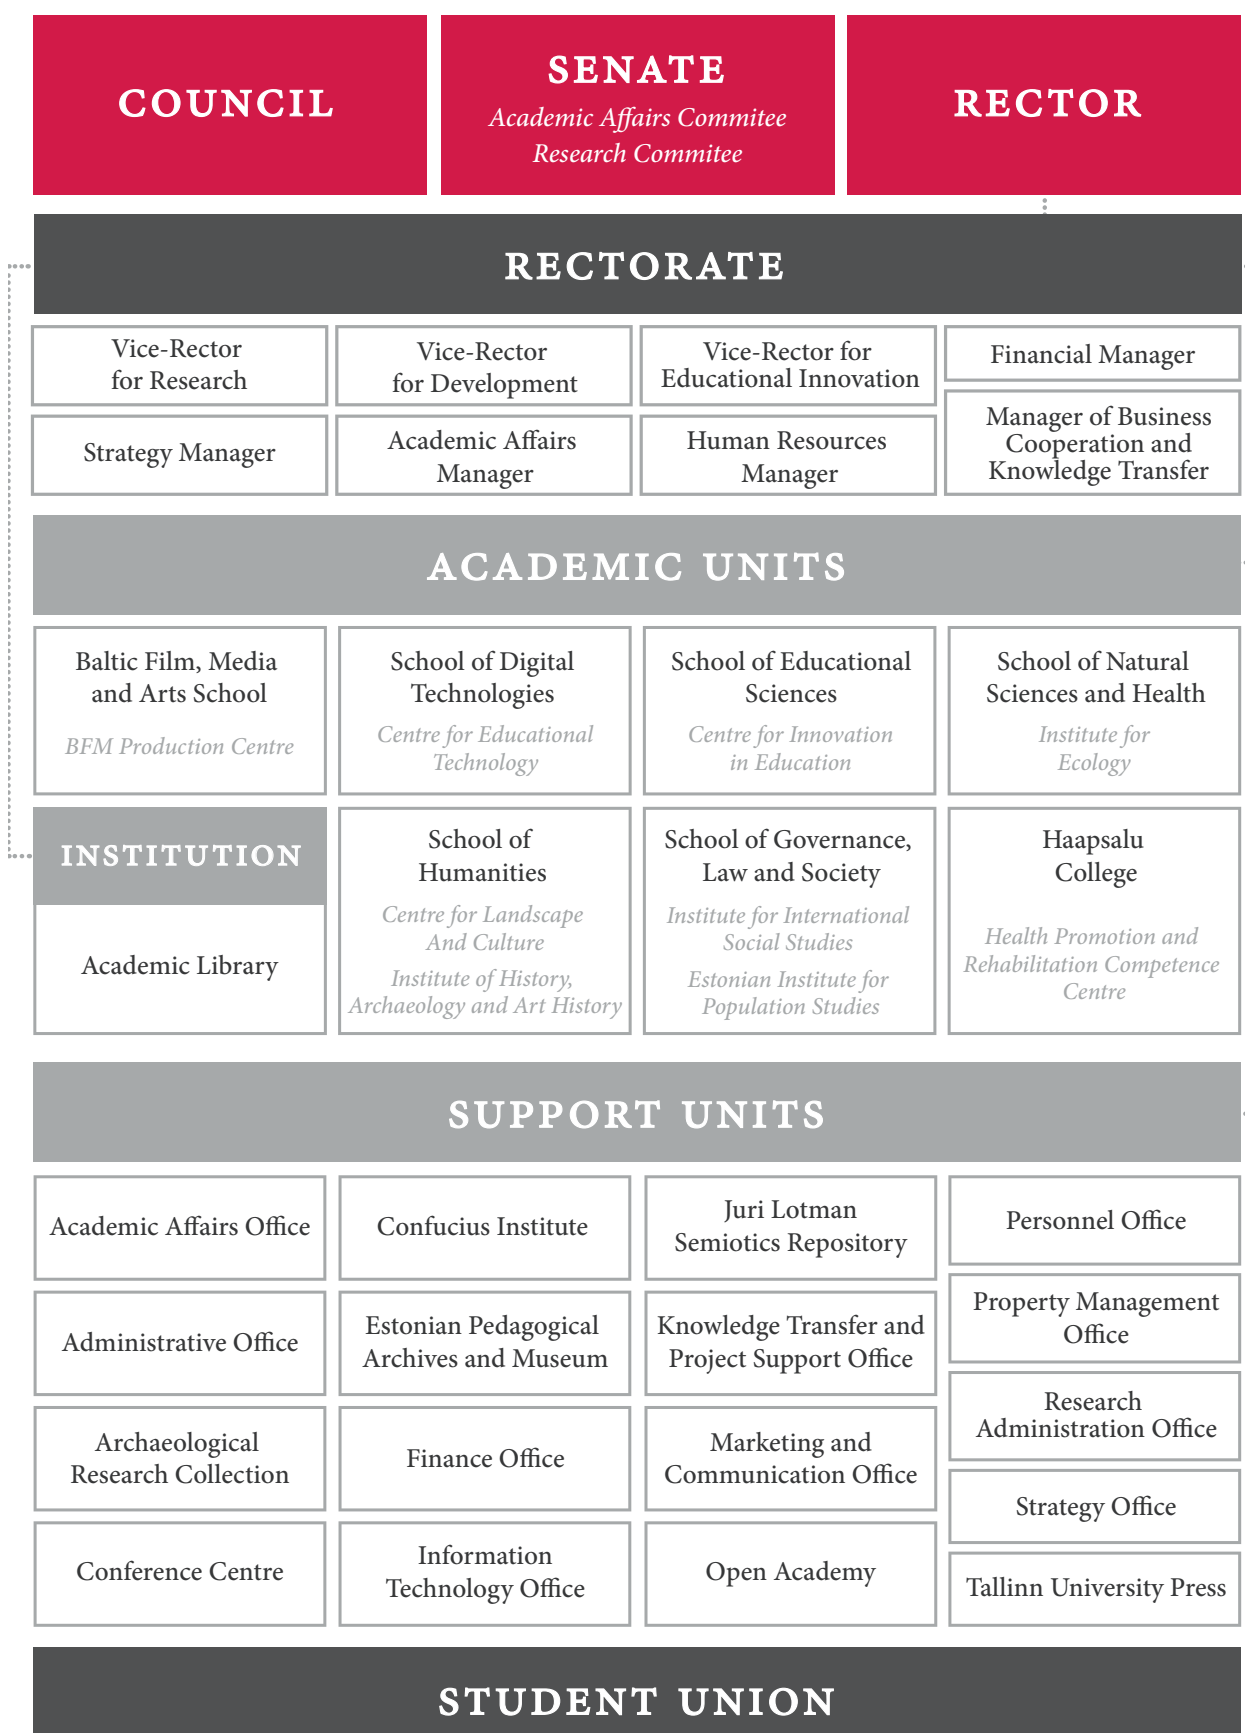 COUNCIL
SENATE
Academic Affairs Commitee
Research Commitee
RECTOR
RECTORATE
Vice-Rector
for Research
Vice-Rector
for Development
Vice-Rector for
Educational Innovation
Financial Manager
Strategy Manager
Academic Affairs
Manager
Human Resources
Manager
Manager of Business
Cooperation and
Knowledge Transfer
ACADEMIC UNITS
Baltic Film, Media
and Arts School
BFM Production Centre
School of Digital
Technologies
Centre for Educational
Technology
School of Educational
Sciences
Centre for Innovation
in Education
School of Natural
Sciences and Health
Institute for
Ecology
INSTITUTION
Academic Library
School of
Humanities
Centre for Landscape
And Culture
Institute of History,
Archaeology and Art History
School of Governance,
Law and Society
Institute for International
Social Studies
Estonian Institute for
Population Studies
Haapsalu
College
Health Promotion and
Rehabilitation Competence
Centre
SUPPORT UNITS
Academic Affairs Office
Administrative Office
Archaeological
Research Collection
Conference Centre
Confucius Institute
Estonian Pedagogical
Archives and Museum
Finance Office
Information
Technology Office
Juri Lotman
Semiotics Repository
Knowledge Transfer and
Project Support Office
Marketing and
Communication Office
Open Academy
Personnel Office
Property Management
Office
Research
Administration Office
Strategy Office
Tallinn University Press
STUDENT UNION